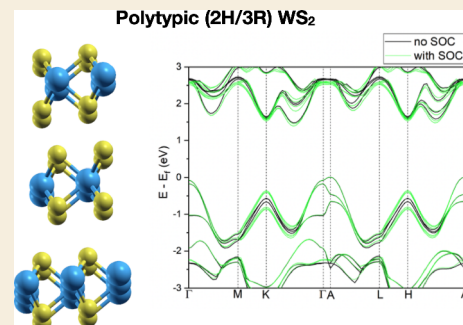 Polytypic (2H/3R) WS₂
no SOC
with SOC
E - E_f (eV)
3
2
1
0
-1
-2
-3
Γ M K Γ A L H A